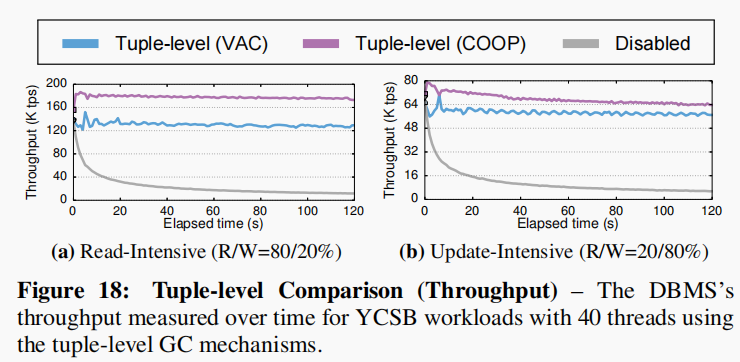 Tuple-level (VAC) Tuple-level (COOP) Disabled
Throughput (K tps)
200
160
120
80
40
0
0 20 40 60 80 100 120
Elapsed time (s)
(a) Read-Intensive (R/W=80/20%)
Throughput (K tps)
80
64
48
32
16
0
0 20 40 60 80 100 120
Elapsed time (s)
(b) Update-Intensive (R/W=20/80%)
Figure 18: Tuple-level Comparison (Throughput) – The DBMS's
throughput measured over time for YCSB workloads with 40 threads using
the tuple-level GC mechanisms.